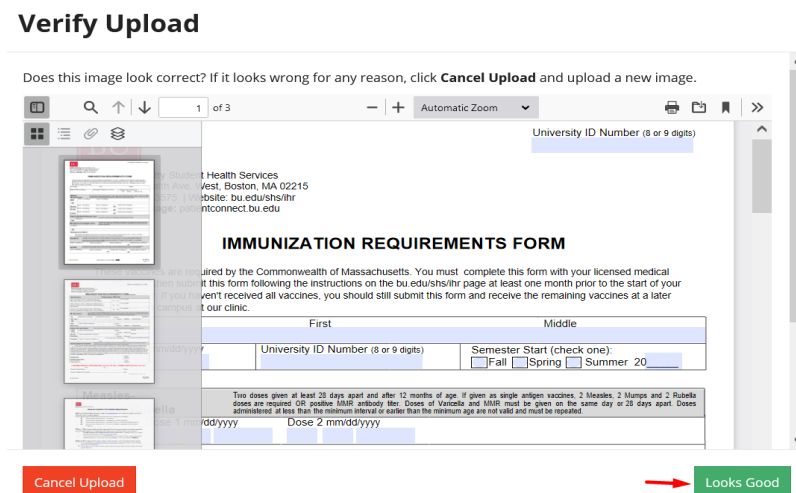 Verify Upload
Does this image look correct? If it looks wrong for any reason, click Cancel Upload and upload a new image.
1 of 3
Automatic Zoom
University ID Number (8 or 9 digits)
Student Health Services
Ave. West, Boston, MA 02215
| Website: bu.edu/shs/ihr
patientconnect.bu.edu
IMMUNIZATION REQUIREMENTS FORM
These vaccines are required by the Commonwealth of Massachusetts. You must complete this form with your licensed medical
then submit this form following the instructions on the bu.edu/shs/ihr page at least one month prior to the start of your
If you haven't received all vaccines, you should still submit this form and receive the remaining vaccines at a later
campus at our clinic.
First Middle
mm/dd/yyyy University ID Number (8 or 9 digits) Semester Start (check one):
Fall Spring Summer 20_____
Measles-
Two doses given at least 28 days apart and after 12 months of age. If given as single antigen vaccines, 2 Measles, 2 Mumps and 2 Rubella
doses are required OR positive MMR antibody titer. Doses of Varicella and MMR must be given on the same day or 28 days apart. Doses
administered at less than the minimum interval or earlier than the minimum age are not valid and must be repeated.
Dose 1 mm/dd/yyyy Dose 2 mm/dd/yyyy
Cancel Upload
Looks Good